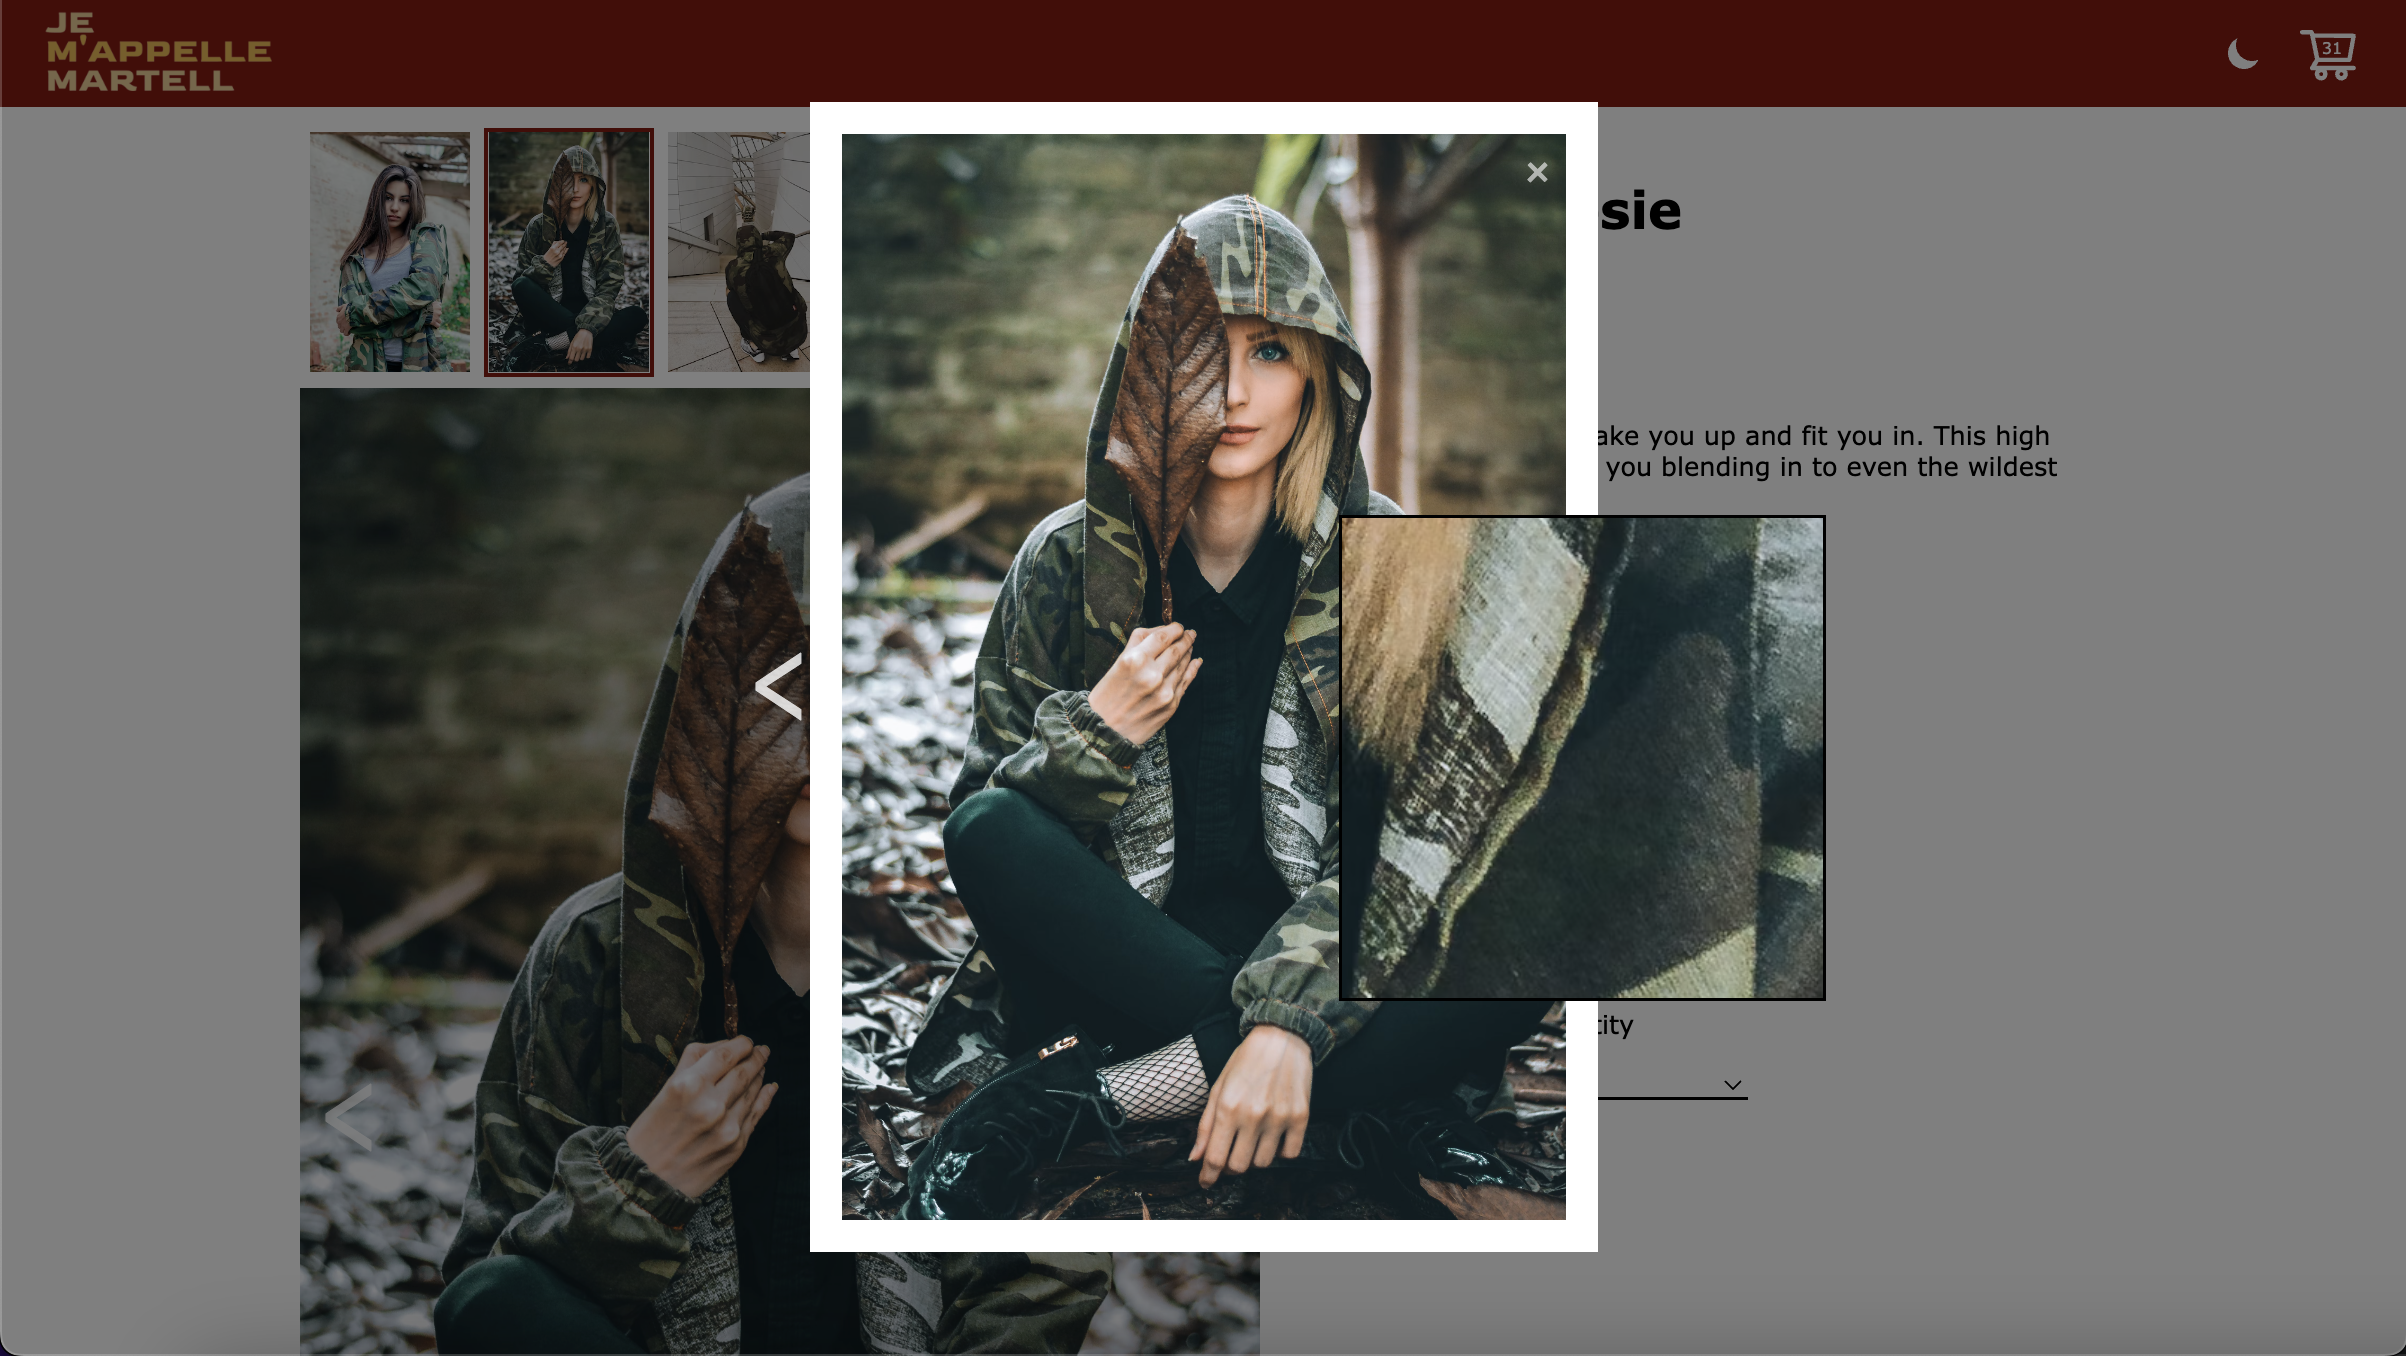 JE
M'APPELLE
MARTELL
31
×
sie
ake you up and fit you in. This high
you blending in to even the wildest
<
<
tity